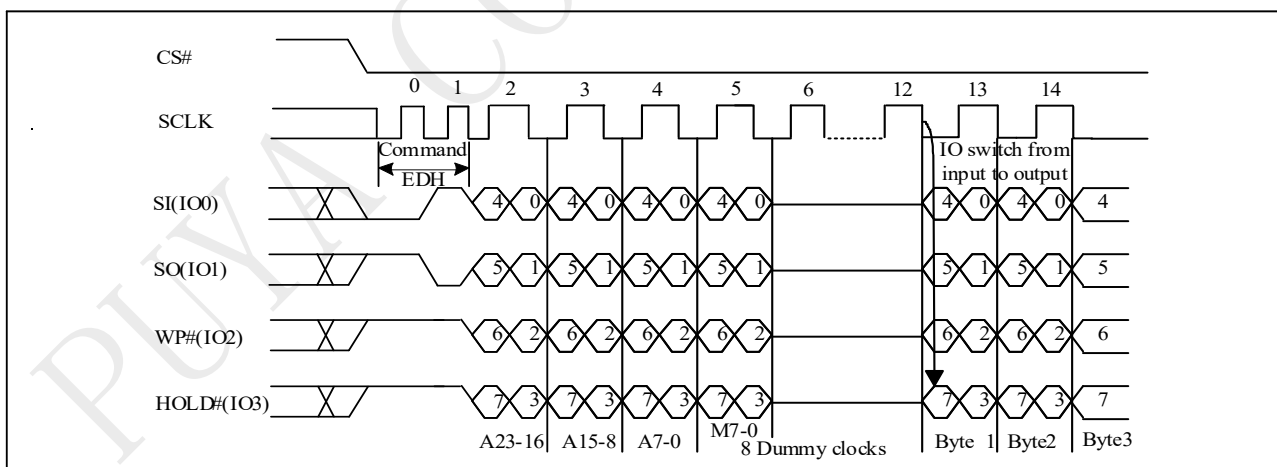 PUYA CO
CS#
0 1 2 3 4 5 6 12 13 14
SCLK
Command
EDH
IO switch from
input to output
SI(IO0) 4 0 4 0 4 0 4 0 4 0 4 0 4
SO(IO1) 5 1 5 1 5 1 5 1 5 1 5 1 5
WP#(IO2) 6 2 6 2 6 2 6 2 6 2 6 2 6
HOLD#(IO3) 7 3 7 3 7 3 7 3 7 3 7 3 7
A23-16 A15-8 A7-0 M7-0 8 Dummy clocks Byte 1 Byte2 Byte3